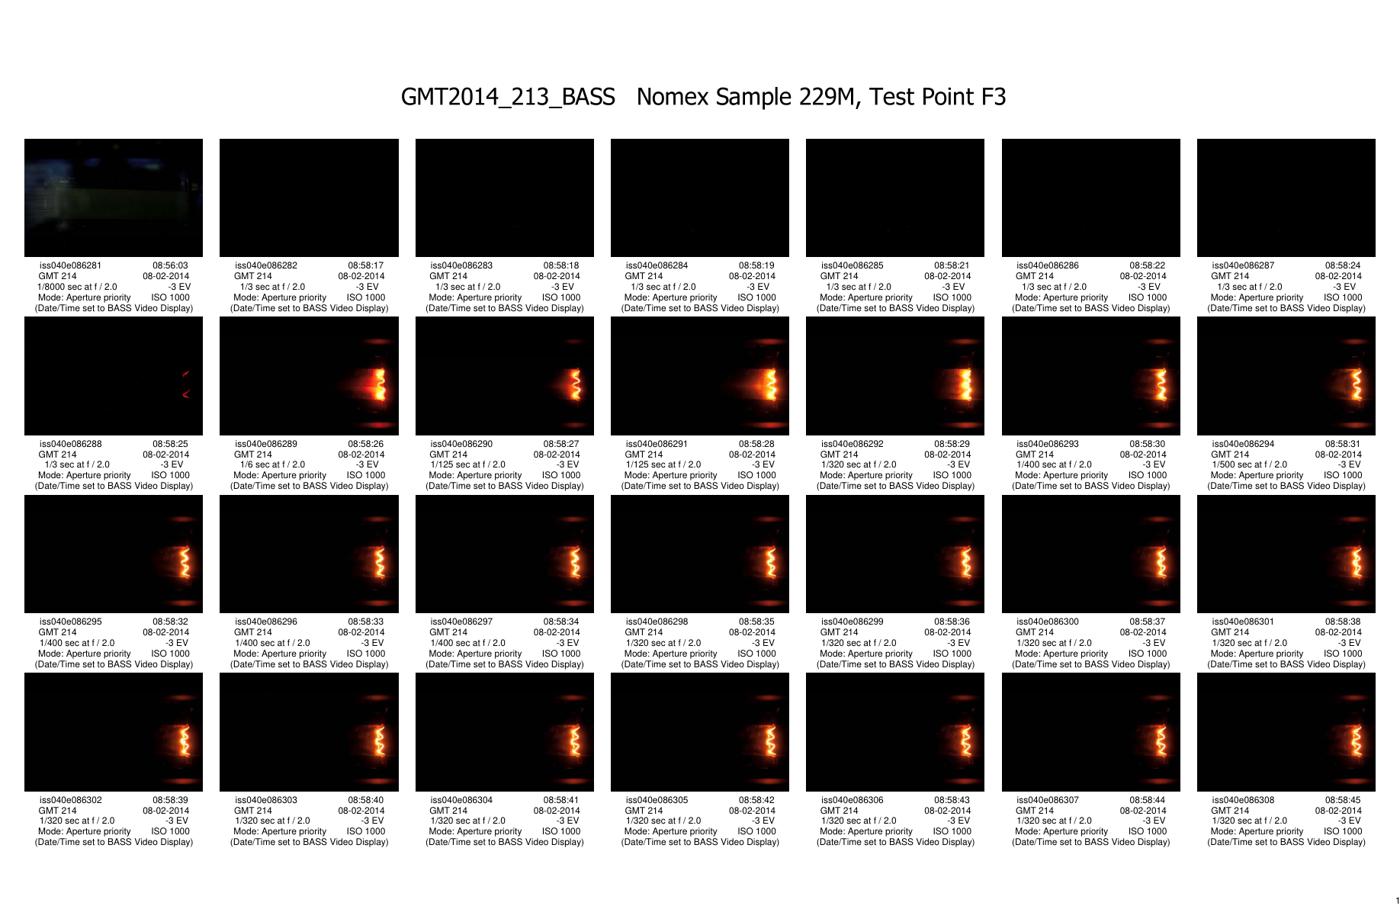 GMT2014_213_BASS   Nomex Sample 229M, Test Point F3
iss040e086281 08:56:03
GMT 214 08-02-2014
1/8000 sec at f / 2.0 -3 EV
Mode: Aperture priority ISO 1000
(Date/Time set to BASS Video Display)
iss040e086282 08:58:17
GMT 214 08-02-2014
1/3 sec at f / 2.0 -3 EV
Mode: Aperture priority ISO 1000
(Date/Time set to BASS Video Display)
iss040e086283 08:58:18
GMT 214 08-02-2014
1/3 sec at f / 2.0 -3 EV
Mode: Aperture priority ISO 1000
(Date/Time set to BASS Video Display)
iss040e086284 08:58:19
GMT 214 08-02-2014
1/3 sec at f / 2.0 -3 EV
Mode: Aperture priority ISO 1000
(Date/Time set to BASS Video Display)
iss040e086285 08:58:21
GMT 214 08-02-2014
1/3 sec at f / 2.0 -3 EV
Mode: Aperture priority ISO 1000
(Date/Time set to BASS Video Display)
iss040e086286 08:58:22
GMT 214 08-02-2014
1/3 sec at f / 2.0 -3 EV
Mode: Aperture priority ISO 1000
(Date/Time set to BASS Video Display)
iss040e086287 08:58:24
GMT 214 08-02-2014
1/3 sec at f / 2.0 -3 EV
Mode: Aperture priority ISO 1000
(Date/Time set to BASS Video Display)
iss040e086288 08:58:25
GMT 214 08-02-2014
1/3 sec at f / 2.0 -3 EV
Mode: Aperture priority ISO 1000
(Date/Time set to BASS Video Display)
iss040e086289 08:58:26
GMT 214 08-02-2014
1/6 sec at f / 2.0 -3 EV
Mode: Aperture priority ISO 1000
(Date/Time set to BASS Video Display)
iss040e086290 08:58:27
GMT 214 08-02-2014
1/125 sec at f / 2.0 -3 EV
Mode: Aperture priority ISO 1000
(Date/Time set to BASS Video Display)
iss040e086291 08:58:28
GMT 214 08-02-2014
1/125 sec at f / 2.0 -3 EV
Mode: Aperture priority ISO 1000
(Date/Time set to BASS Video Display)
iss040e086292 08:58:29
GMT 214 08-02-2014
1/320 sec at f / 2.0 -3 EV
Mode: Aperture priority ISO 1000
(Date/Time set to BASS Video Display)
iss040e086293 08:58:30
GMT 214 08-02-2014
1/400 sec at f / 2.0 -3 EV
Mode: Aperture priority ISO 1000
(Date/Time set to BASS Video Display)
iss040e086294 08:58:31
GMT 214 08-02-2014
1/500 sec at f / 2.0 -3 EV
Mode: Aperture priority ISO 1000
(Date/Time set to BASS Video Display)
iss040e086295 08:58:32
GMT 214 08-02-2014
1/400 sec at f / 2.0 -3 EV
Mode: Aperture priority ISO 1000
(Date/Time set to BASS Video Display)
iss040e086296 08:58:33
GMT 214 08-02-2014
1/400 sec at f / 2.0 -3 EV
Mode: Aperture priority ISO 1000
(Date/Time set to BASS Video Display)
iss040e086297 08:58:34
GMT 214 08-02-2014
1/400 sec at f / 2.0 -3 EV
Mode: Aperture priority ISO 1000
(Date/Time set to BASS Video Display)
iss040e086298 08:58:35
GMT 214 08-02-2014
1/320 sec at f / 2.0 -3 EV
Mode: Aperture priority ISO 1000
(Date/Time set to BASS Video Display)
iss040e086299 08:58:36
GMT 214 08-02-2014
1/320 sec at f / 2.0 -3 EV
Mode: Aperture priority ISO 1000
(Date/Time set to BASS Video Display)
iss040e086300 08:58:37
GMT 214 08-02-2014
1/320 sec at f / 2.0 -3 EV
Mode: Aperture priority ISO 1000
(Date/Time set to BASS Video Display)
iss040e086301 08:58:38
GMT 214 08-02-2014
1/320 sec at f / 2.0 -3 EV
Mode: Aperture priority ISO 1000
(Date/Time set to BASS Video Display)
iss040e086302 08:58:39
GMT 214 08-02-2014
1/320 sec at f / 2.0 -3 EV
Mode: Aperture priority ISO 1000
(Date/Time set to BASS Video Display)
iss040e086303 08:58:40
GMT 214 08-02-2014
1/320 sec at f / 2.0 -3 EV
Mode: Aperture priority ISO 1000
(Date/Time set to BASS Video Display)
iss040e086304 08:58:41
GMT 214 08-02-2014
1/320 sec at f / 2.0 -3 EV
Mode: Aperture priority ISO 1000
(Date/Time set to BASS Video Display)
iss040e086305 08:58:42
GMT 214 08-02-2014
1/320 sec at f / 2.0 -3 EV
Mode: Aperture priority ISO 1000
(Date/Time set to BASS Video Display)
iss040e086306 08:58:43
GMT 214 08-02-2014
1/320 sec at f / 2.0 -3 EV
Mode: Aperture priority ISO 1000
(Date/Time set to BASS Video Display)
iss040e086307 08:58:44
GMT 214 08-02-2014
1/320 sec at f / 2.0 -3 EV
Mode: Aperture priority ISO 1000
(Date/Time set to BASS Video Display)
iss040e086308 08:58:45
GMT 214 08-02-2014
1/320 sec at f / 2.0 -3 EV
Mode: Aperture priority ISO 1000
(Date/Time set to BASS Video Display)